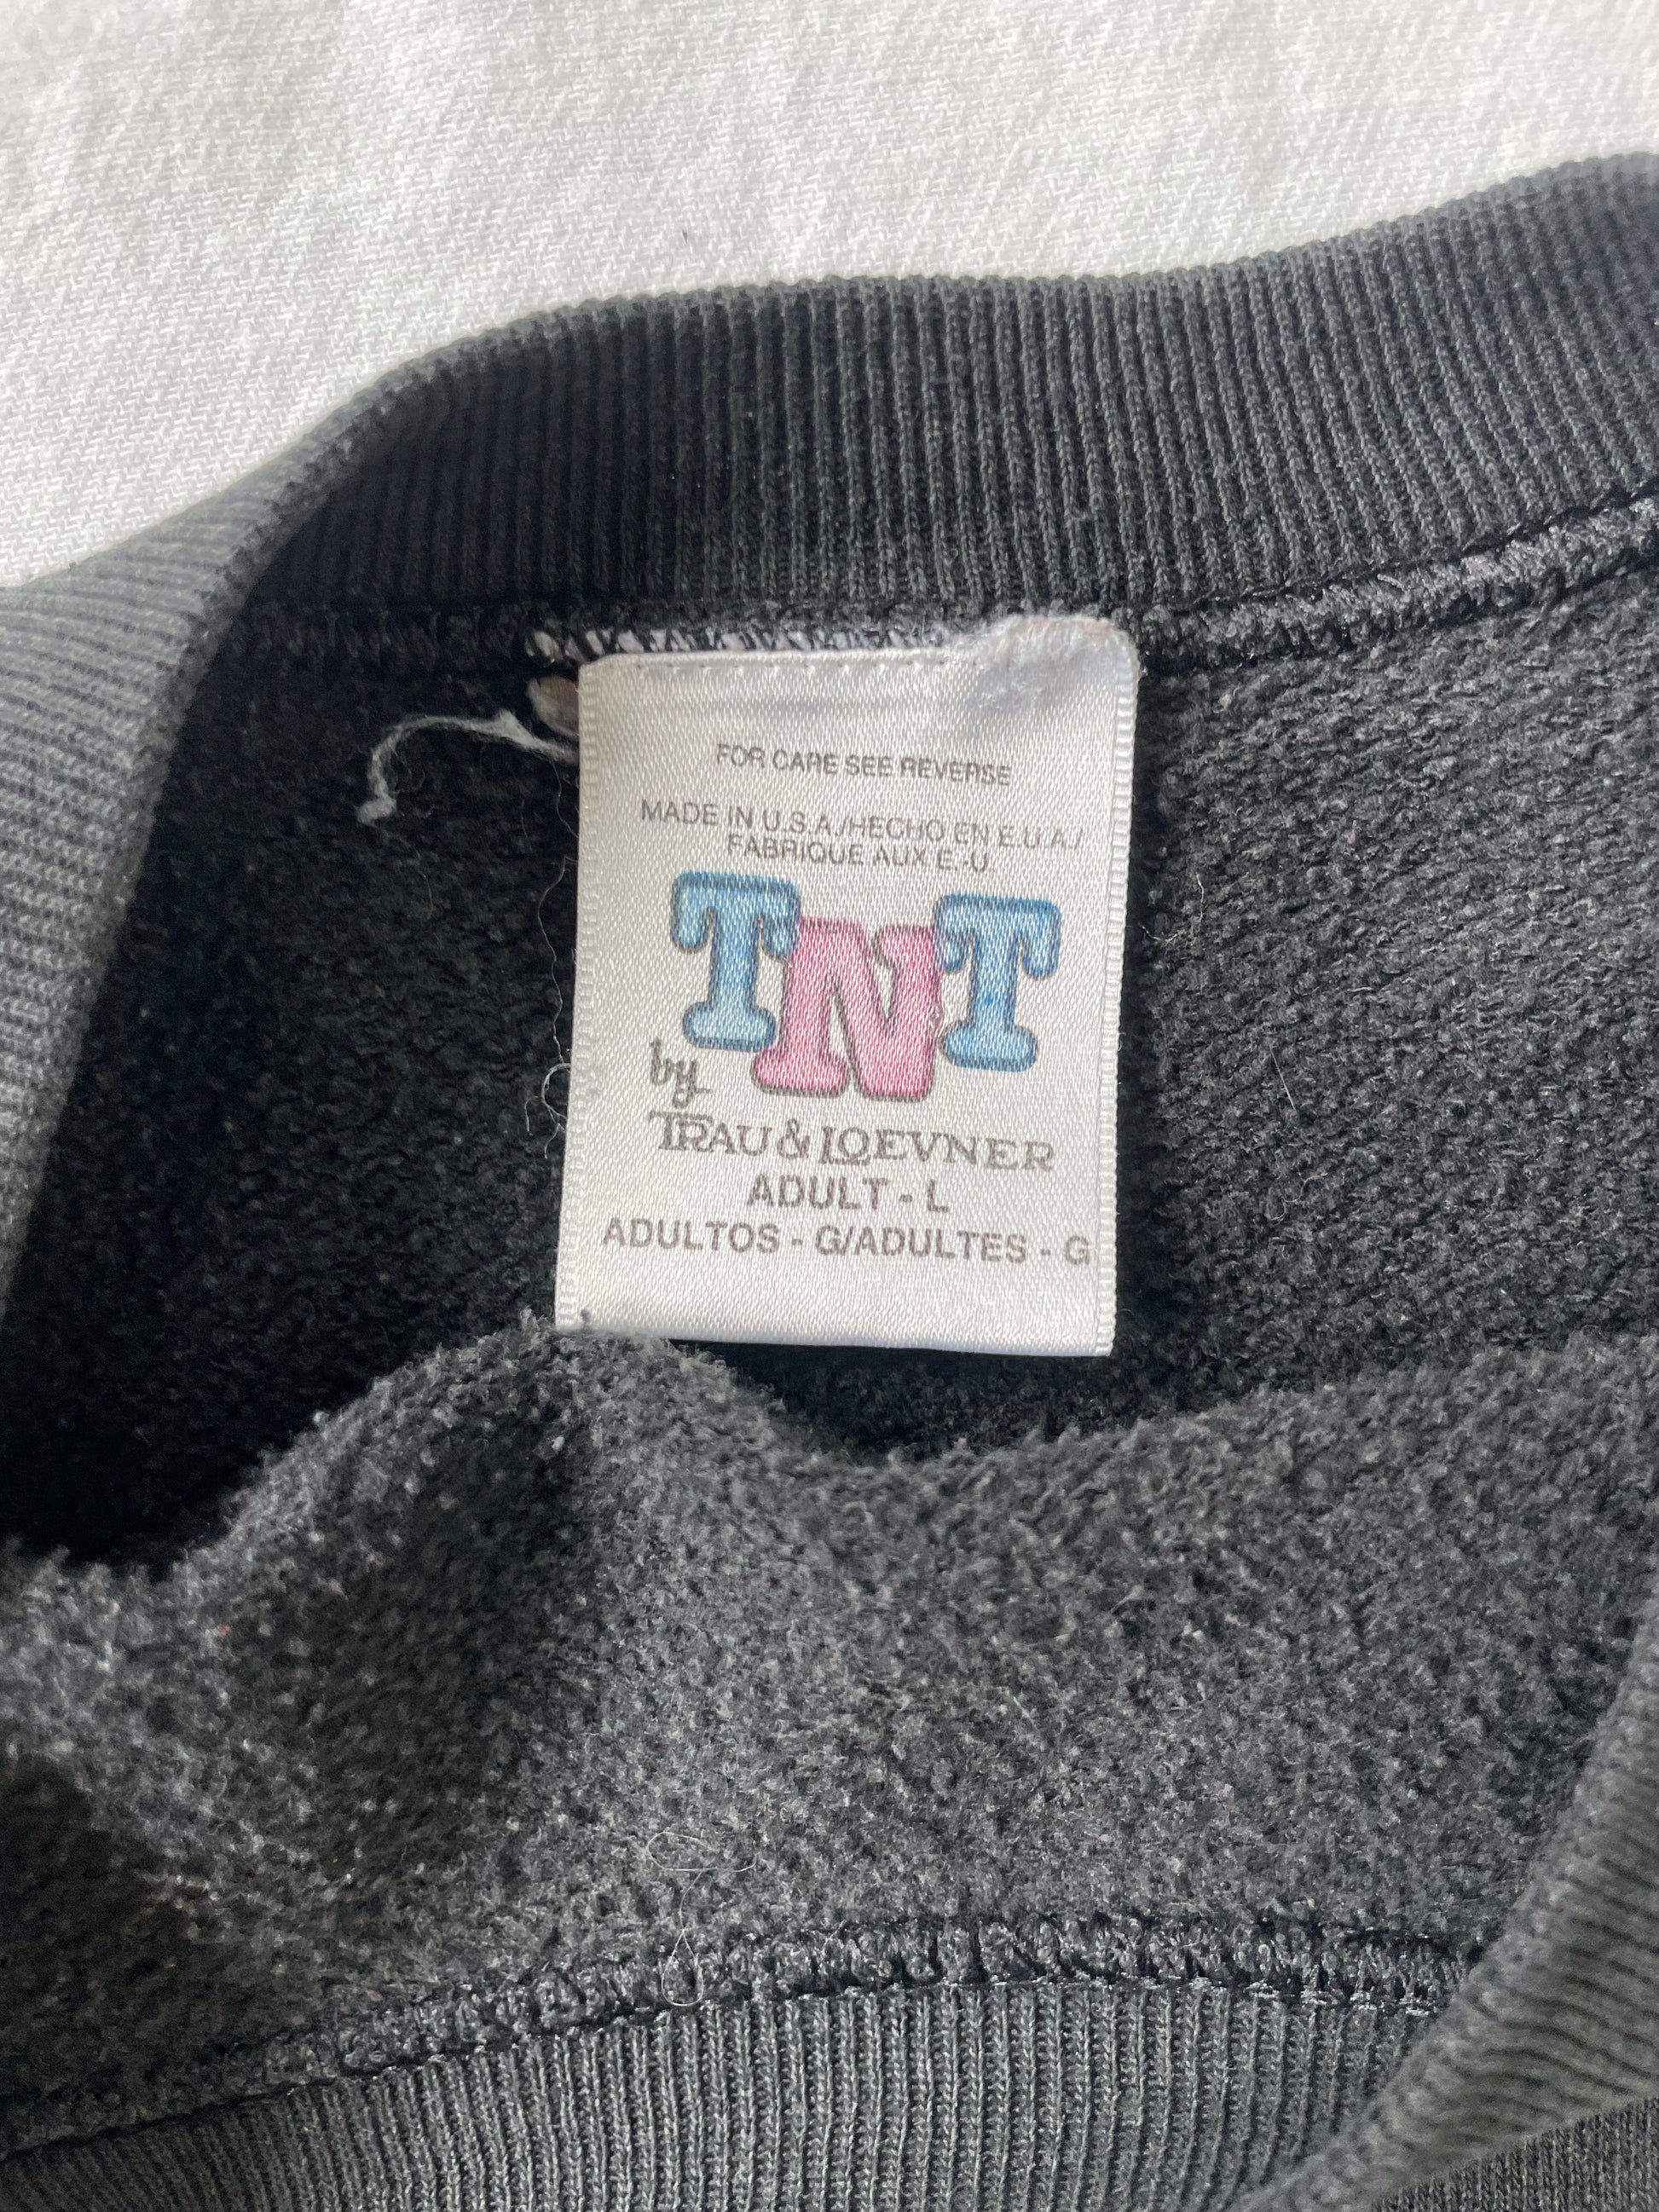 FOR CARE SEE REVERSE
MADE IN U.S.A./HECHO EN E.U.A./
FABRIQUE AUX E.-U.
TNT
by
TRAU & LOEVNER
ADULT - L
ADULTOS - G/ADULTES - G